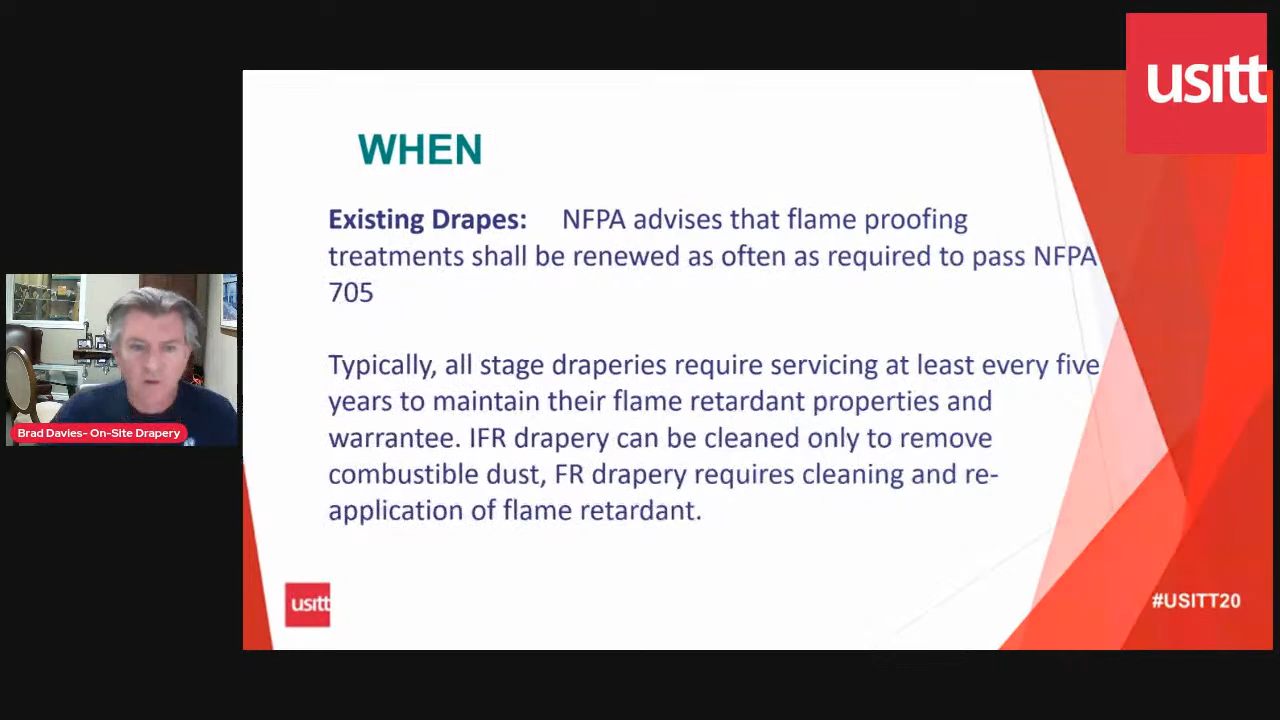 usitt
WHEN
Existing Drapes: NFPA advises that flame proofing
treatments shall be renewed as often as required to pass NFPA
705
Typically, all stage draperies require servicing at least every five
years to maintain their flame retardant properties and
warrantee. IFR drapery can be cleaned only to remove
combustible dust, FR drapery requires cleaning and re-
application of flame retardant.
Brad Davies- On-Site Drapery
usitt
#USITT20